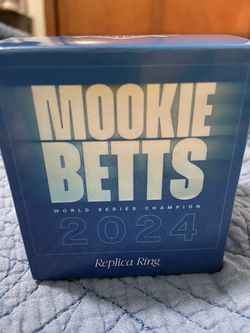 MOOKIE
BETTS
WORLD SERIES CHAMPION
2024
Replica Ring